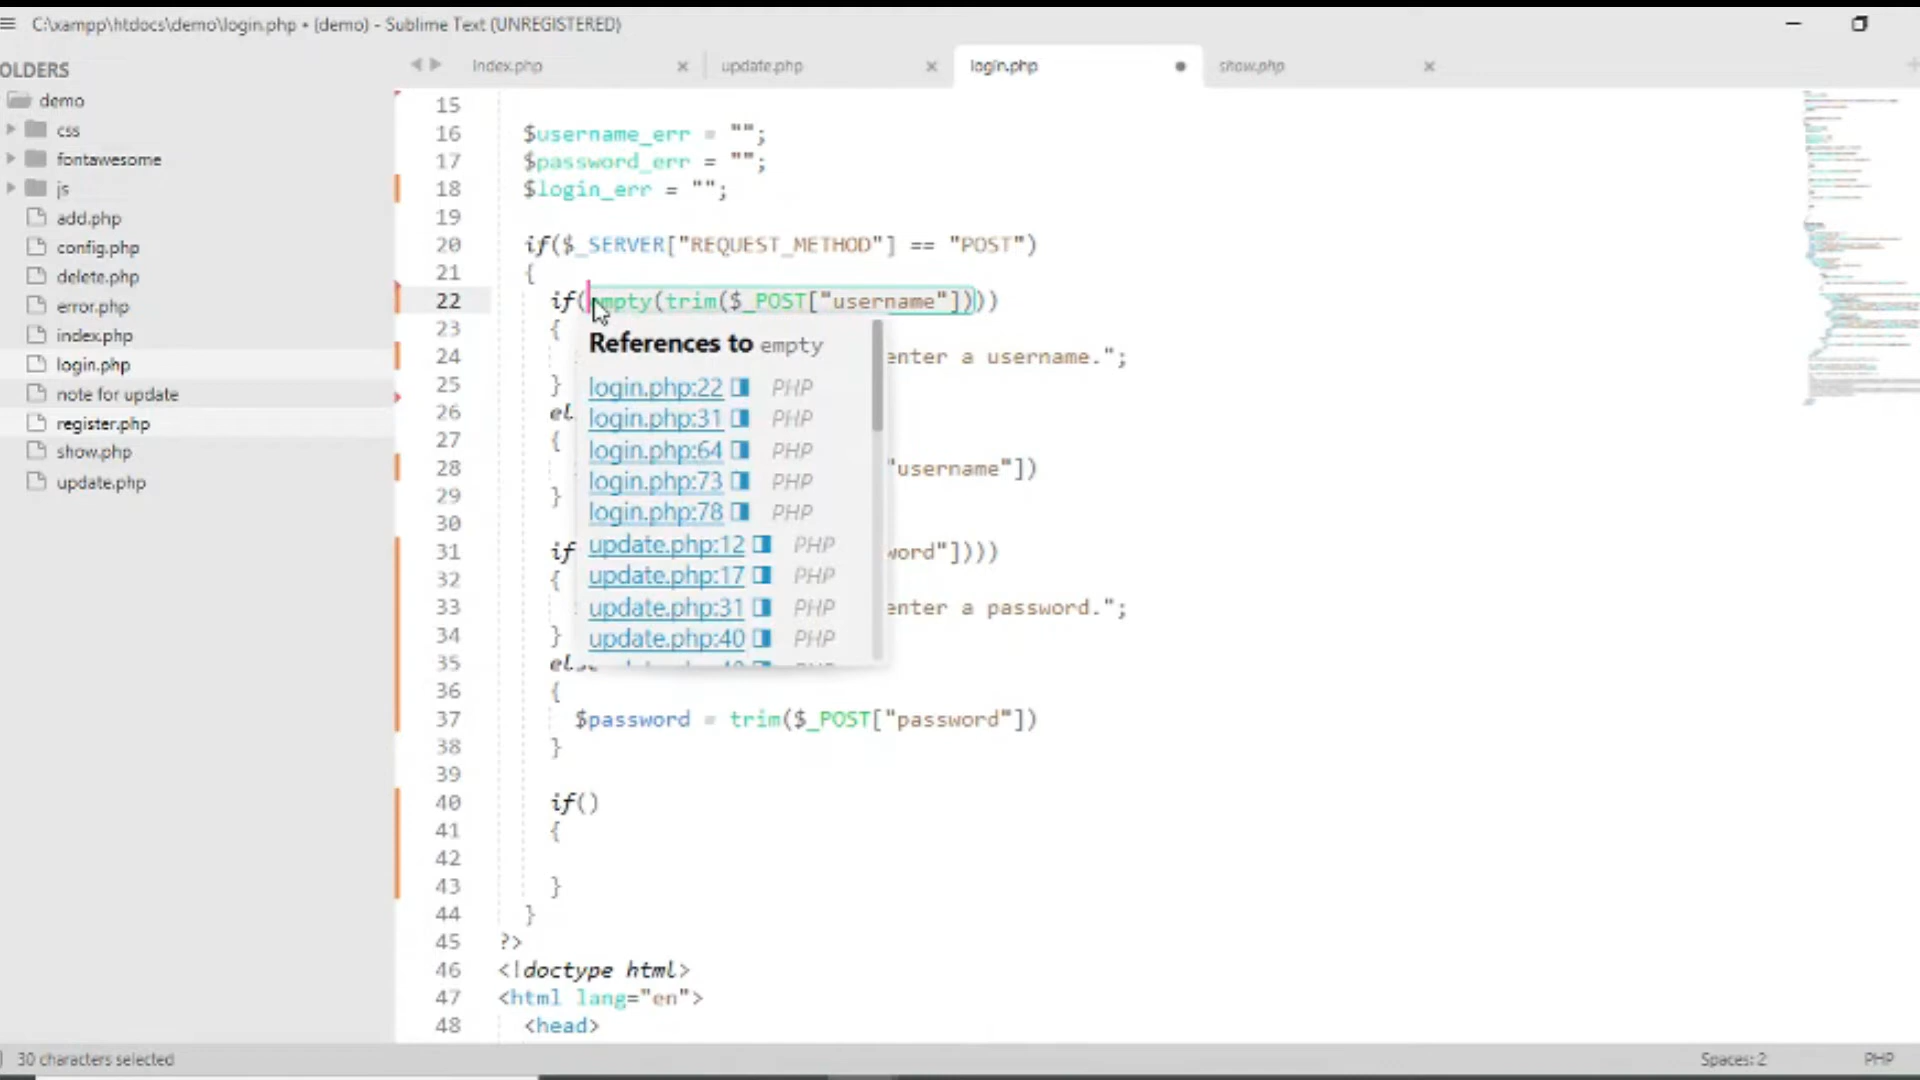 C:\xampp\htdocs\demo\login.php • (demo) - Sublime Text (UNREGISTERED)
OLDERS
demo
css
fontawesome
js
add.php
config.php
delete.php
error.php
index.php
login.php
note for update
register.php
show.php
update.php
index.php
update.php
login.php
show.php
15
16 $username_err = "";
17 $password_err = "";
18 $login_err = "";
19
20 if($_SERVER["REQUEST_METHOD"] == "POST")
21 {
22 if(empty(trim($_POST["username"])))
23 {
24 enter a username.";
25 }
26 el
27 {
28 "username"])
29 }
30
31 if word"])))
32 {
33 enter a password.";
34 }
35 else
36 {
37 $password = trim($_POST["password"])
38 }
39
40 if()
41 {
42
43 }
44 }
45 ?>
46 <!doctype html>
47 <html lang="en">
48 <head>
References to empty
login.php:22 PHP
login.php:31 PHP
login.php:64 PHP
login.php:73 PHP
login.php:78 PHP
update.php:12 PHP
update.php:17 PHP
update.php:31 PHP
update.php:40 PHP
30 characters selected
Spaces: 2
PHP